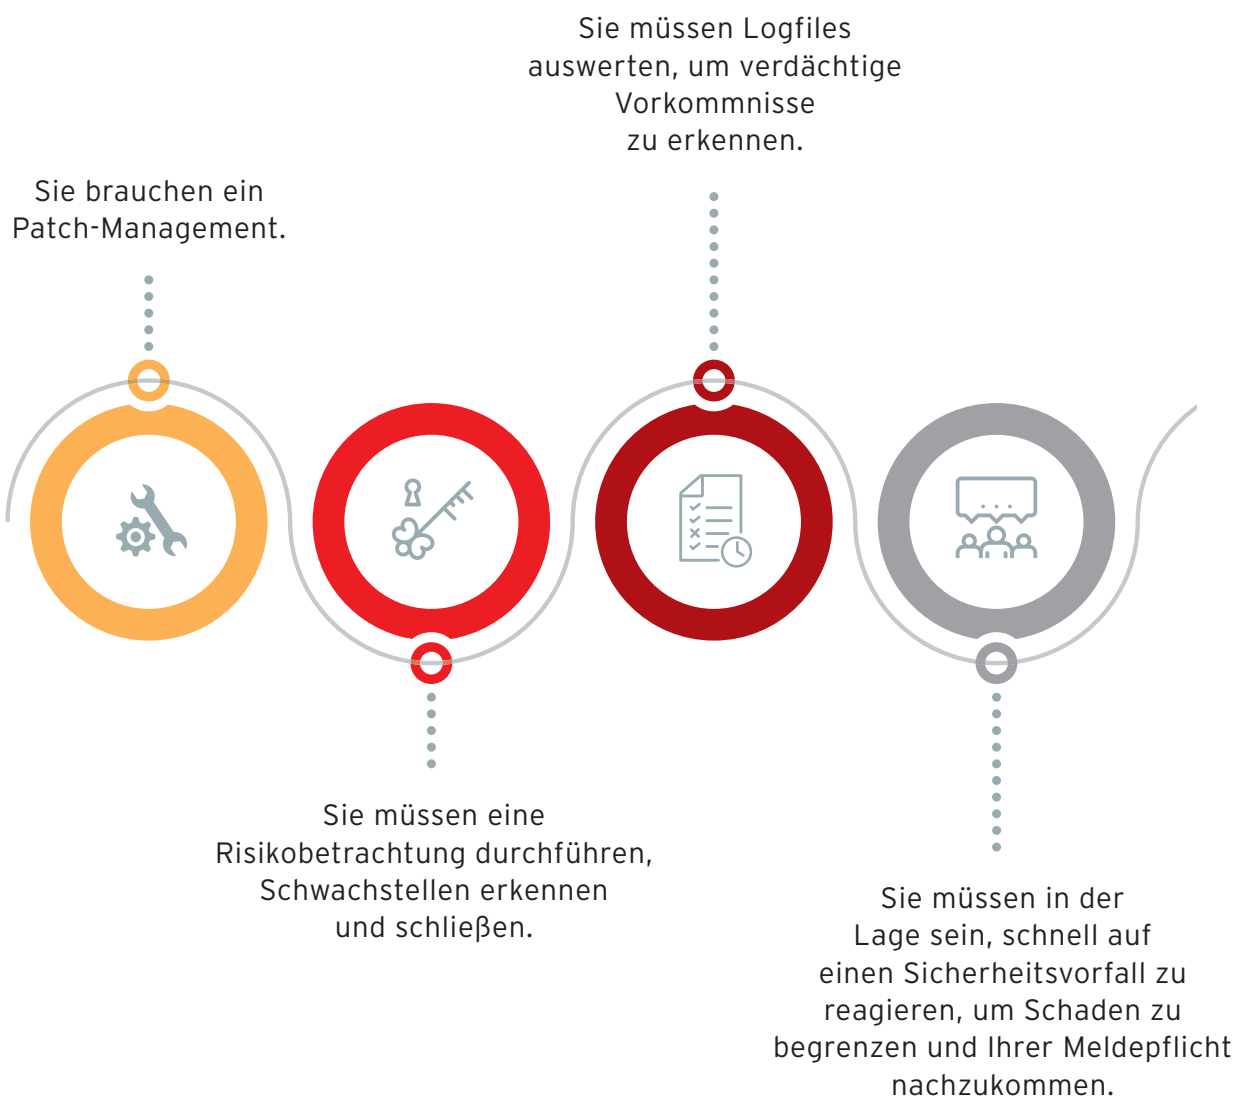 Sie brauchen ein
Patch-Management.
Sie müssen eine
Risikobetrachtung durchführen,
Schwachstellen erkennen
und schließen.
Sie müssen Logfiles
auswerten, um verdächtige
Vorkommnisse
zu erkennen.
Sie müssen in der
Lage sein, schnell auf
einen Sicherheitsvorfall zu
reagieren, um Schaden zu
begrenzen und Ihrer Meldepflicht
nachzukommen.